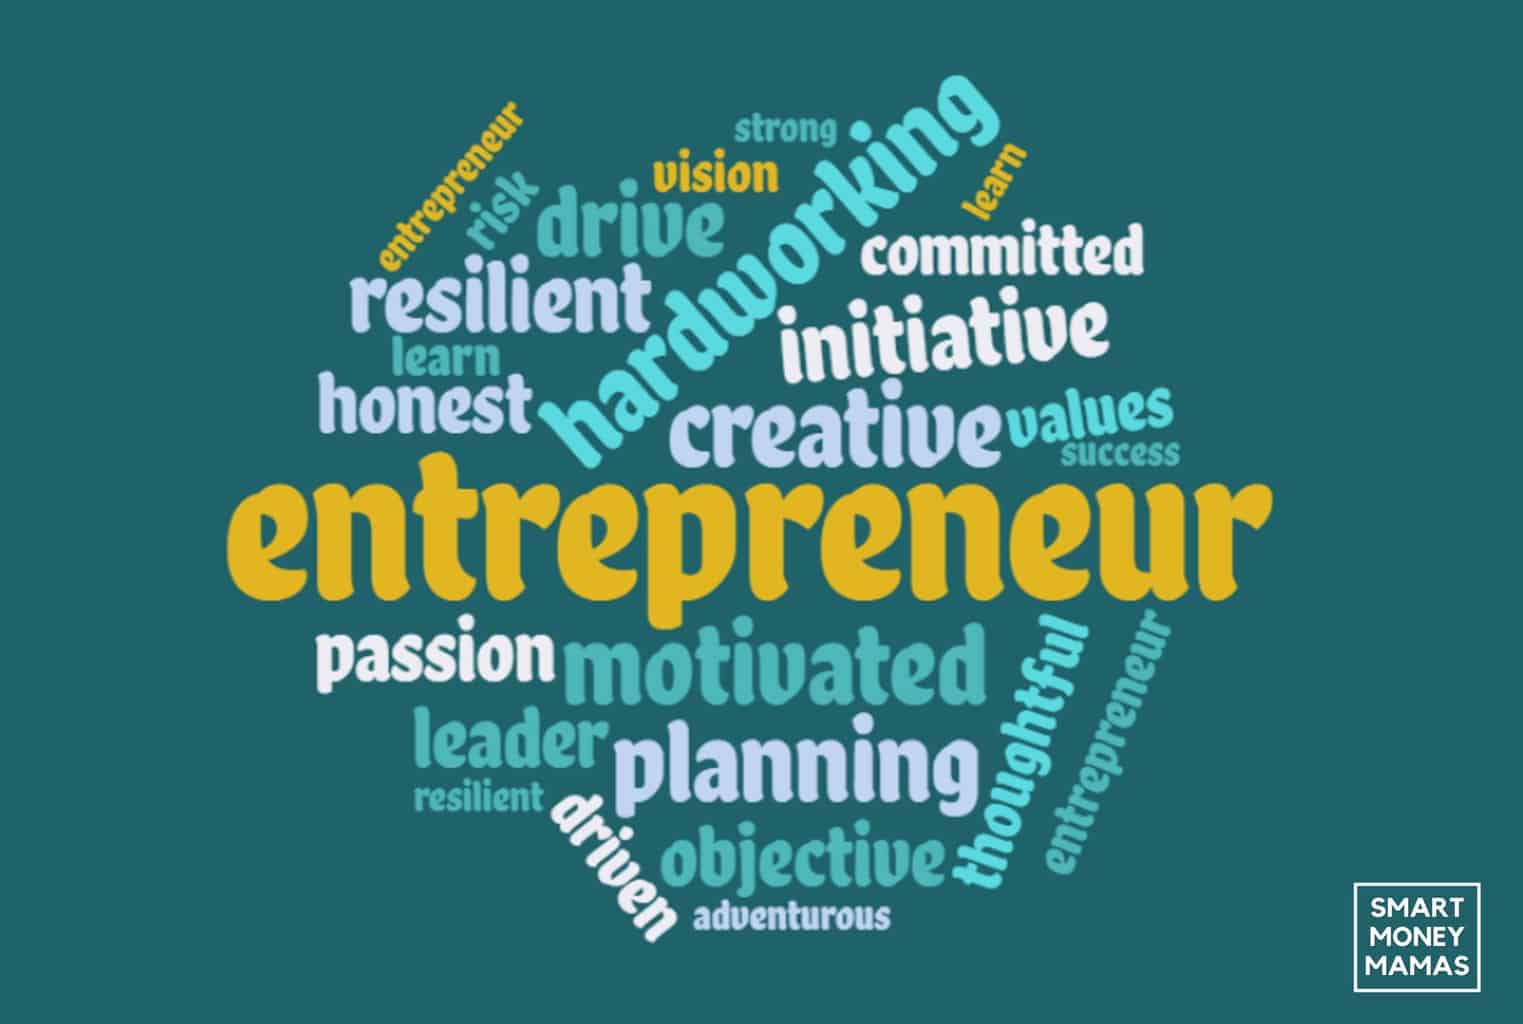 entrepreneur
strong
vision
risk
drive
hardworking
learn
committed
resilient
initiative
learn
honest
creative
values
success
entrepreneur
passion
motivated
thoughtful
entrepreneur
leader
planning
resilient
driven
objective
adventurous
SMART
MONEY
MAMAS